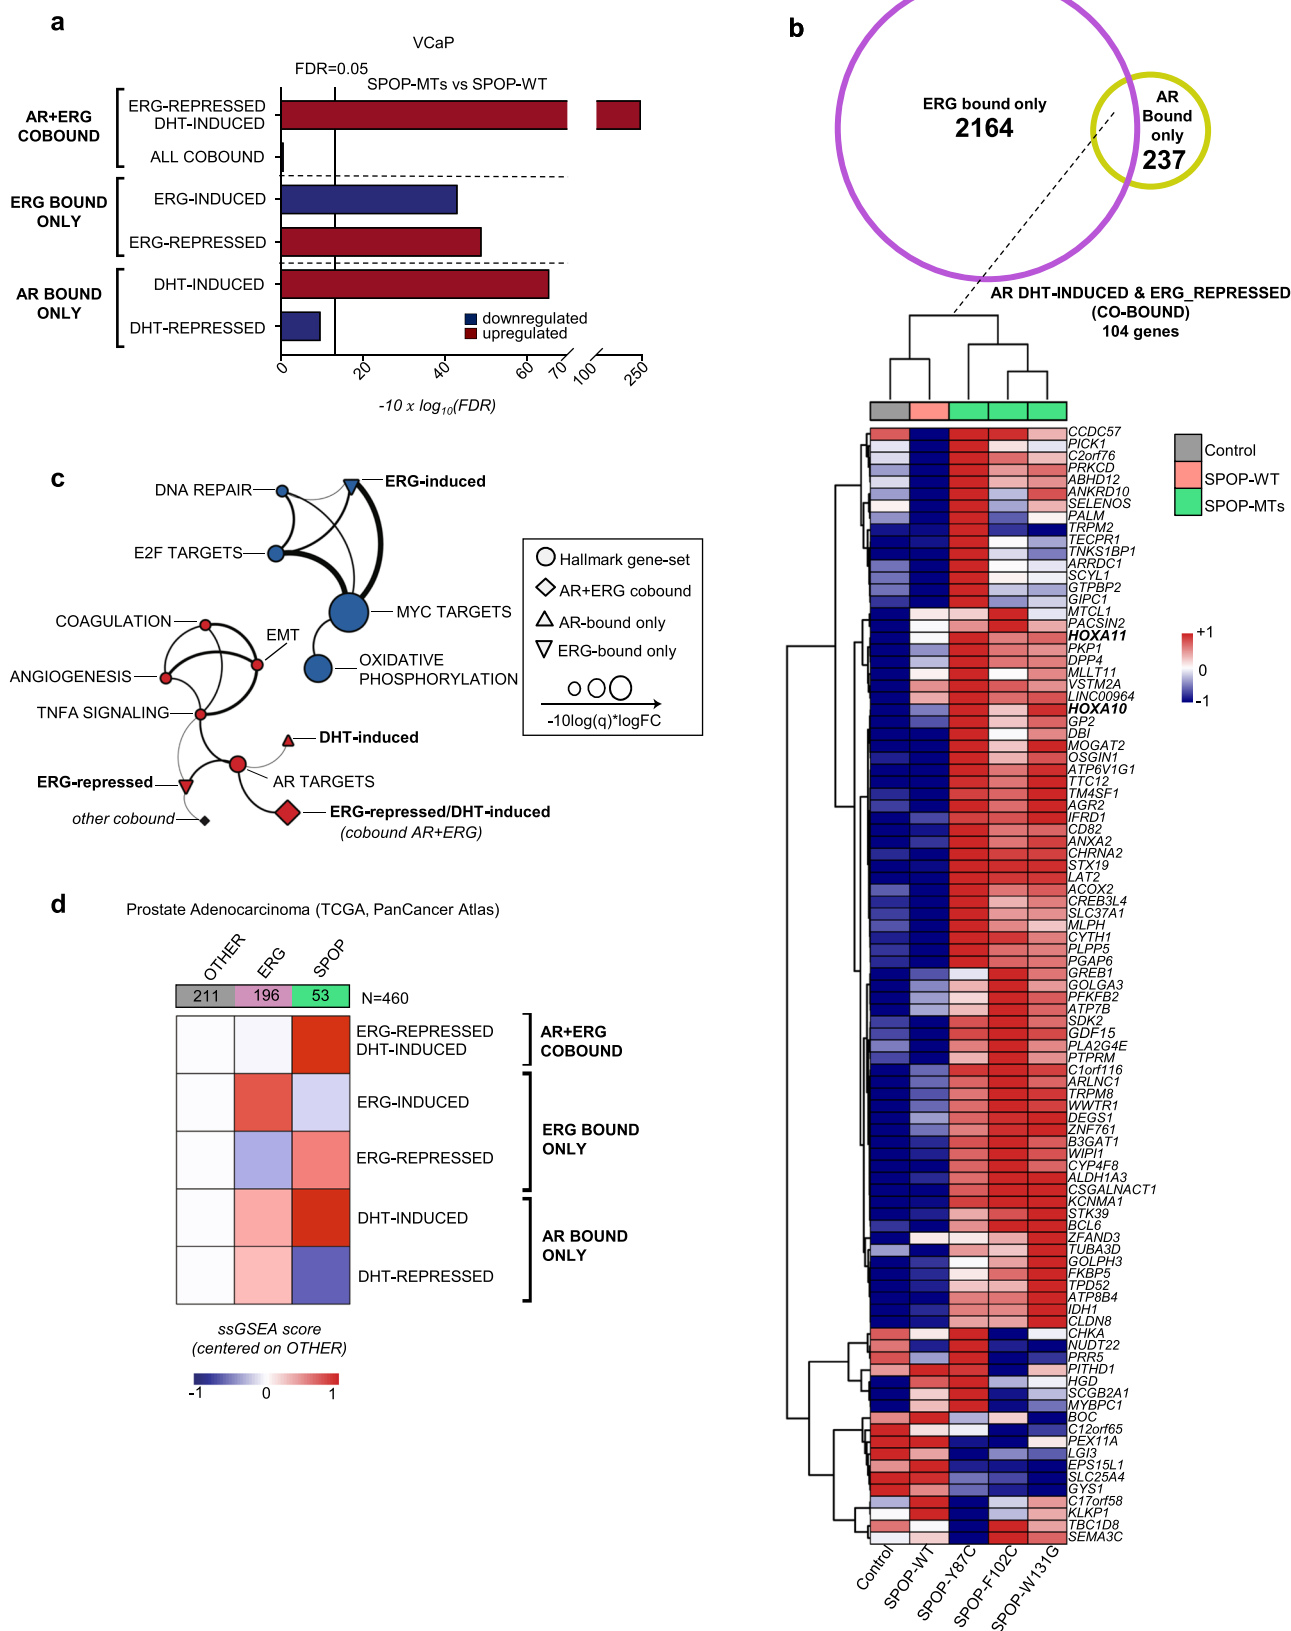 a
VCaP
FDR=0.05
SPOP-MTs vs SPOP-WT
AR+ERG
COBOUND
ERG-REPRESSED
DHT-INDUCED
ALL COBOUND
ERG BOUND
ONLY
ERG-INDUCED
ERG-REPRESSED
AR BOUND
ONLY
DHT-INDUCED
DHT-REPRESSED
downregulated
upregulated
0 20 40 60 70 100 250
-10 x log10(FDR)
b
ERG bound only
2164
AR
Bound
only
237
AR DHT-INDUCED & ERG_REPRESSED
(CO-BOUND)
104 genes
Control
SPOP-WT
SPOP-MTs
+1
0
-1
CCDC57
PICK1
C2orf76
PRKCD
ABHD12
ANKRD10
SELENOS
PALM
TRPM2
TECPR1
TNKS1BP1
ARRDC1
SCYL1
GTPBP2
GIPC1
MTCL1
PACSIN2
HOXA11
PKP1
DPP4
MLLT11
VSTM2A
LINC00964
HOXA10
GP2
DBI
MOGAT2
OSGIN1
ATP6V1G1
TTC12
TM4SF1
AGR2
IFRD1
CD82
ANXA2
CHRNA2
STX19
LAT2
ACOX2
CREB3L4
SLC37A1
MLPH
CYTH1
PLPP5
PGAP6
GREB1
GOLGA3
PFKFB2
ATP7B
SDK2
GDF15
PLA2G4E
PTPRM
C1orf116
ARLNC1
TRPM8
WWTR1
DEGS1
ZNF761
B3GAT1
WIPI1
CYP4F8
ALDH1A3
CSGALNACT1
KCNMA1
STK39
BCL6
ZFAND3
TUBA3D
GOLPH3
FKBP5
TPD52
ATP8B4
IDH1
CLDN8
CHKA
NUDT22
PRR5
PITHD1
HGD
SCGB2A1
MYBPC1
BOC
C12orf65
PEX11A
LGI3
EPS15L1
SLC25A4
GYS1
C17orf58
KLKP1
TBC1D8
SEMA3C
Control
SPOP-WT
SPOP-Y87C
SPOP-F102C
SPOP-W131G
c
DNA REPAIR
ERG-induced
E2F TARGETS
MYC TARGETS
COAGULATION
EMT
OXIDATIVE
PHOSPHORYLATION
ANGIOGENESIS
TNFA SIGNALING
DHT-induced
ERG-repressed
AR TARGETS
other cobound
ERG-repressed/DHT-induced
(cobound AR+ERG)
Hallmark gene-set
AR+ERG cobound
AR-bound only
ERG-bound only
-10log(q)*logFC
d
Prostate Adenocarcinoma (TCGA, PanCancer Atlas)
OTHER
ERG
SPOP
211 196 53 N=460
ERG-REPRESSED
DHT-INDUCED
AR+ERG
COBOUND
ERG-INDUCED
ERG-REPRESSED
ERG BOUND
ONLY
DHT-INDUCED
DHT-REPRESSED
AR BOUND
ONLY
ssGSEA score
(centered on OTHER)
-1 0 1